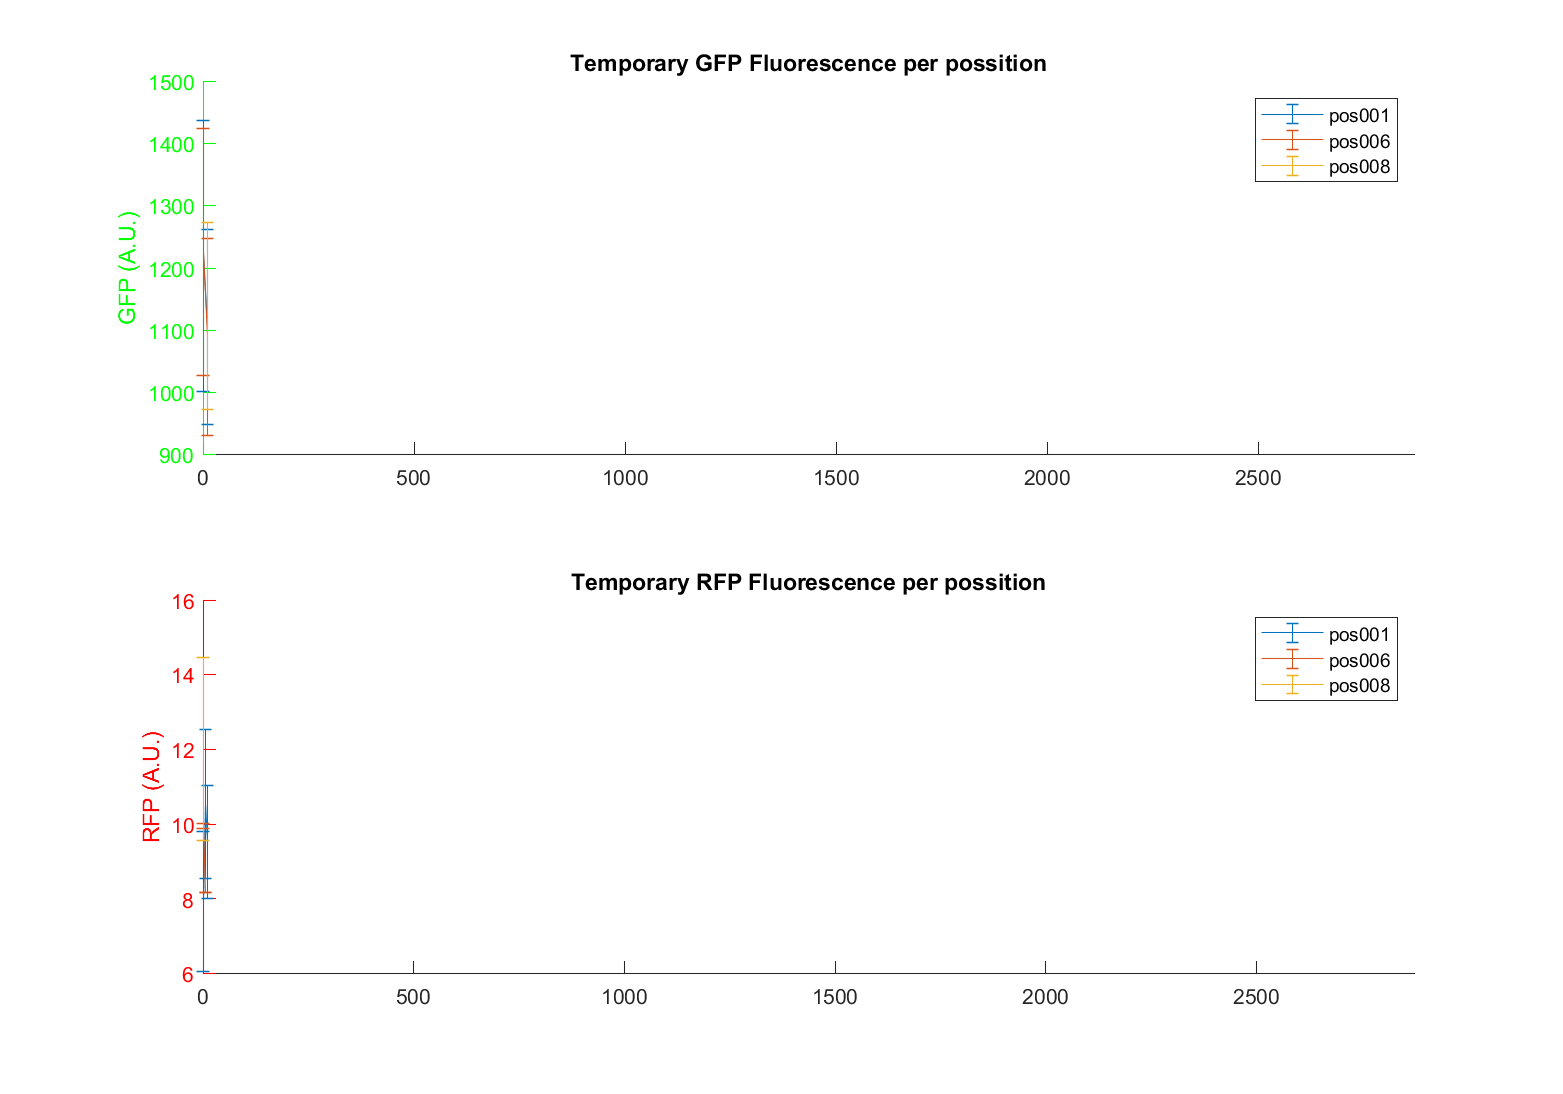 Temporary GFP Fluorescence per possition
1500
1400
1300
1200
1100
1000
900
GFP (A.U.)
0 500 1000 1500 2000 2500
pos001
pos006
pos008
Temporary RFP Fluorescence per possition
16
14
12
10
8
6
RFP (A.U.)
0 500 1000 1500 2000 2500
pos001
pos006
pos008